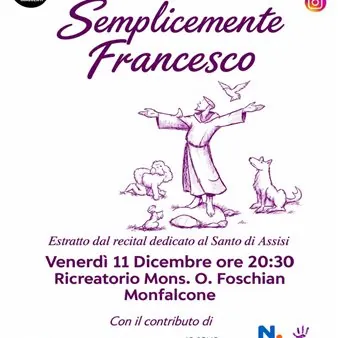 Semplicemente
Francesco
Estratto dal recital dedicato al Santo di Assisi
Venerdì 11 Dicembre ore 20:30
Ricreatorio Mons. O. Foschian
Monfalcone
Con il contributo di
N.